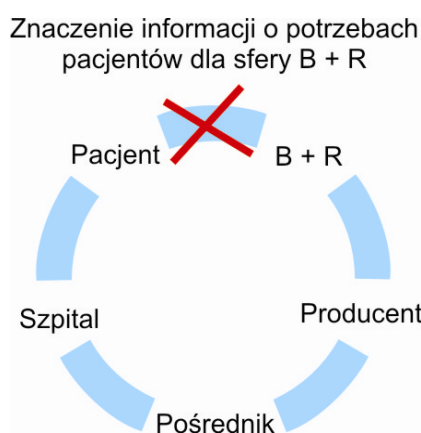 Znaczenie informacji o potrzebach
pacjentów dla sfery B + R
Pacjent
B + R
Szpital
Producent
Pośrednik